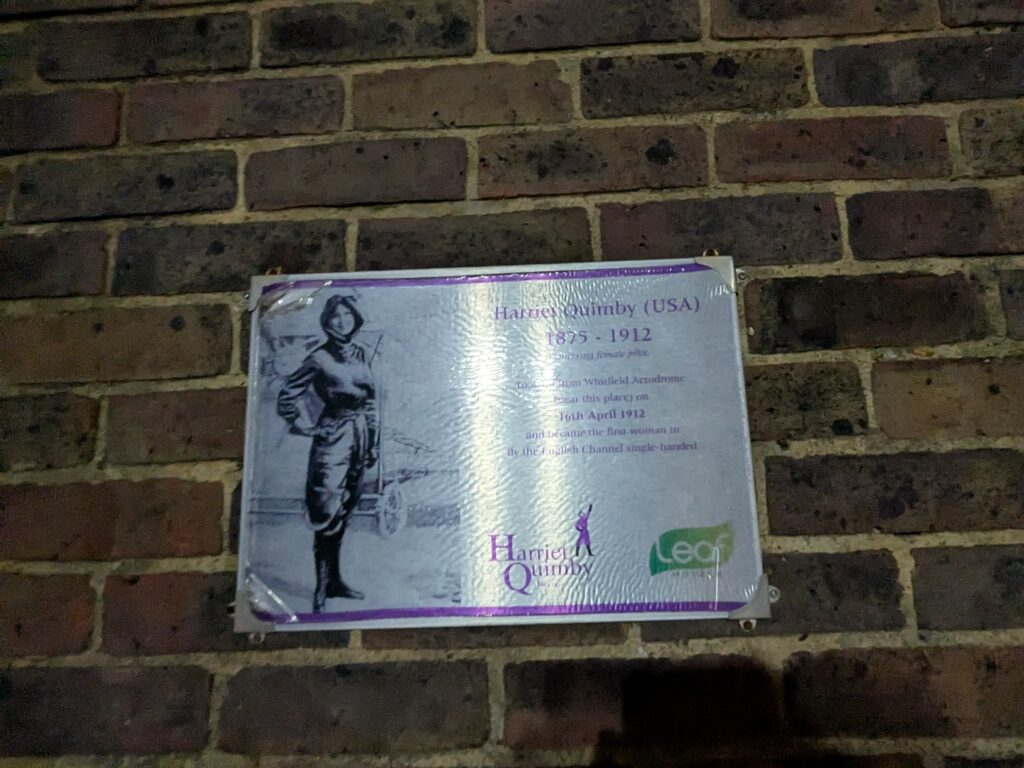 Harriet Quimby (USA)
1875 - 1912
Pioneering female pilot
took off from Whitfield Aerodrome
(near this place) on
16th April 1912
and became the first woman to
fly the English Channel single-handed
Harriet
Quimby
Leaf
HOTEL